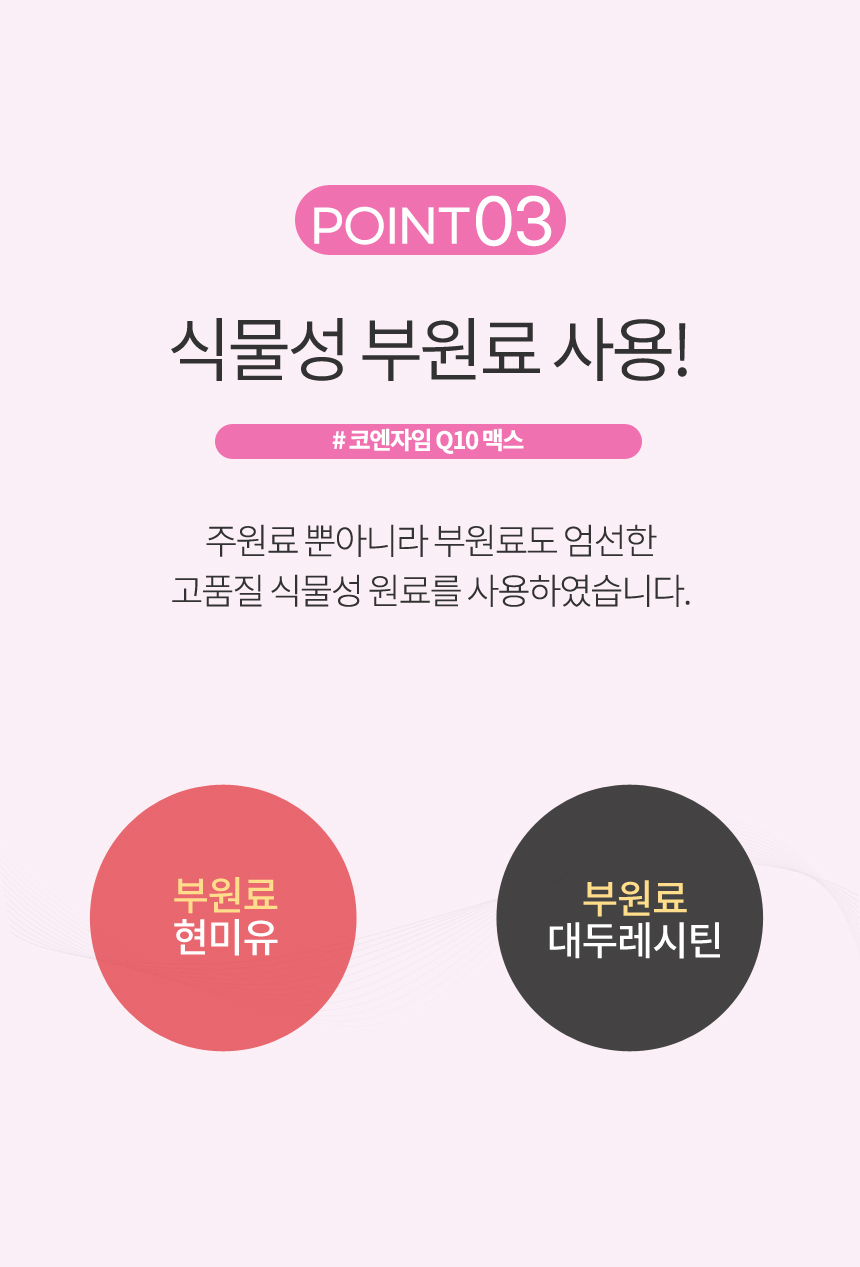 POINT03
식물성 부원료 사용!
# 코엔자임 Q10 맥스
주원료 뿐아니라 부원료도 엄선한
고품질 식물성 원료를 사용하였습니다.
부원료
현미유
부원료
대두레시틴